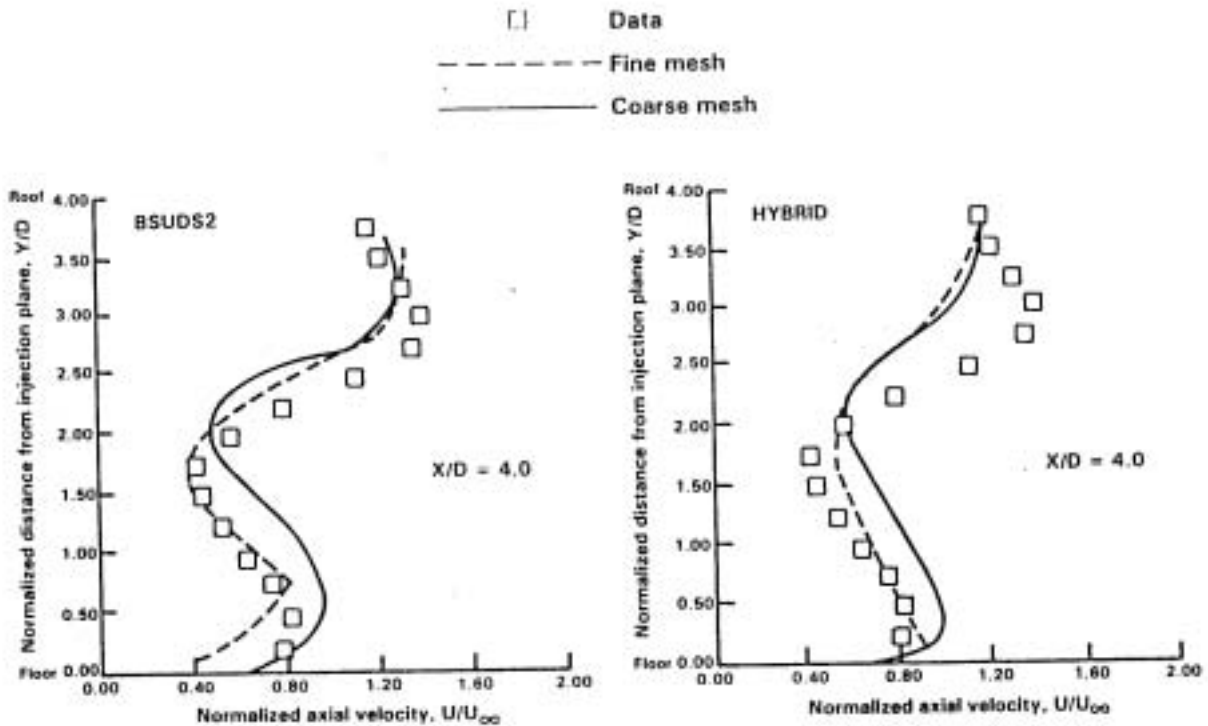 Data
Fine mesh
Coarse mesh
Roof 4.00
3.50
3.00
2.50
2.00
1.50
1.00
0.50
Floor 0.00
Normalized distance from injection plane, Y/D
BSUDS2
X/D = 4.0
0.00 0.40 0.80 1.20 1.60 2.00
Normalized axial velocity, U/U∞
Roof 4.00
3.50
3.00
2.50
2.00
1.50
1.00
0.50
Floor 0.00
Normalized distance from injection plane, Y/D
HYBRID
X/D = 4.0
0.00 0.40 0.80 1.20 1.60 2.00
Normalized axial velocity, U/U∞